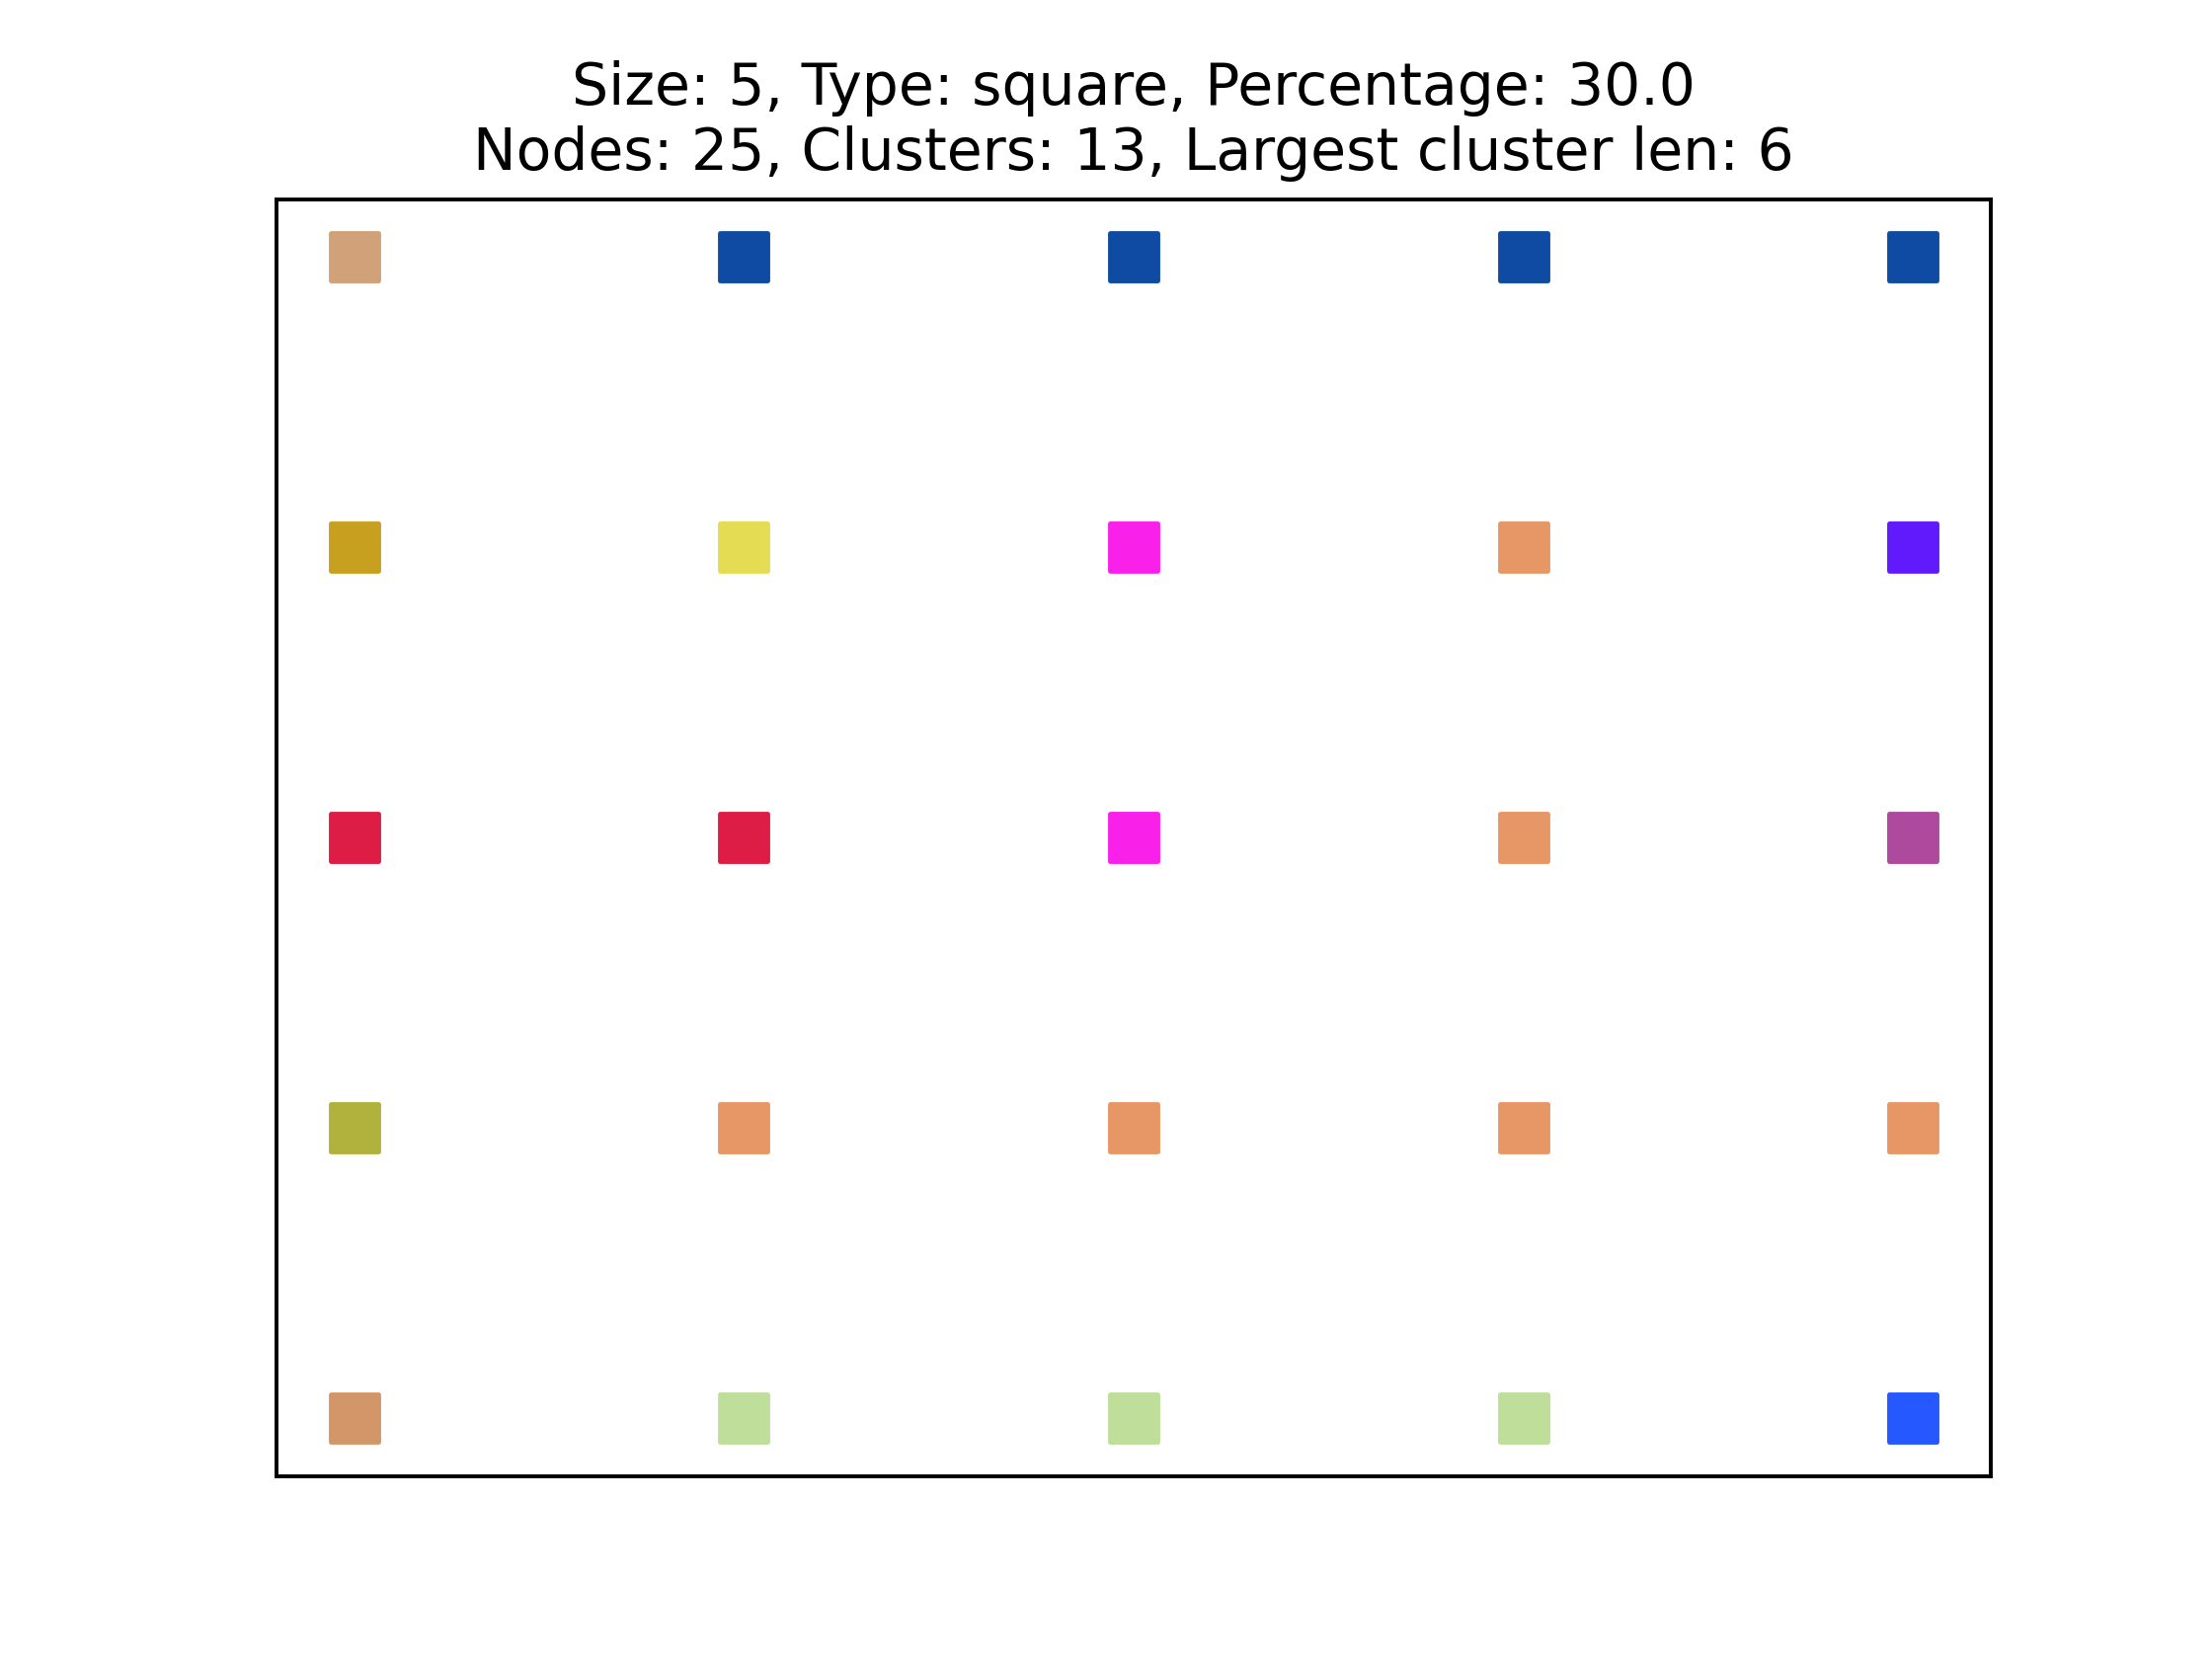 Size: 5, Type: square, Percentage: 30.0
Nodes: 25, Clusters: 13, Largest cluster len: 6